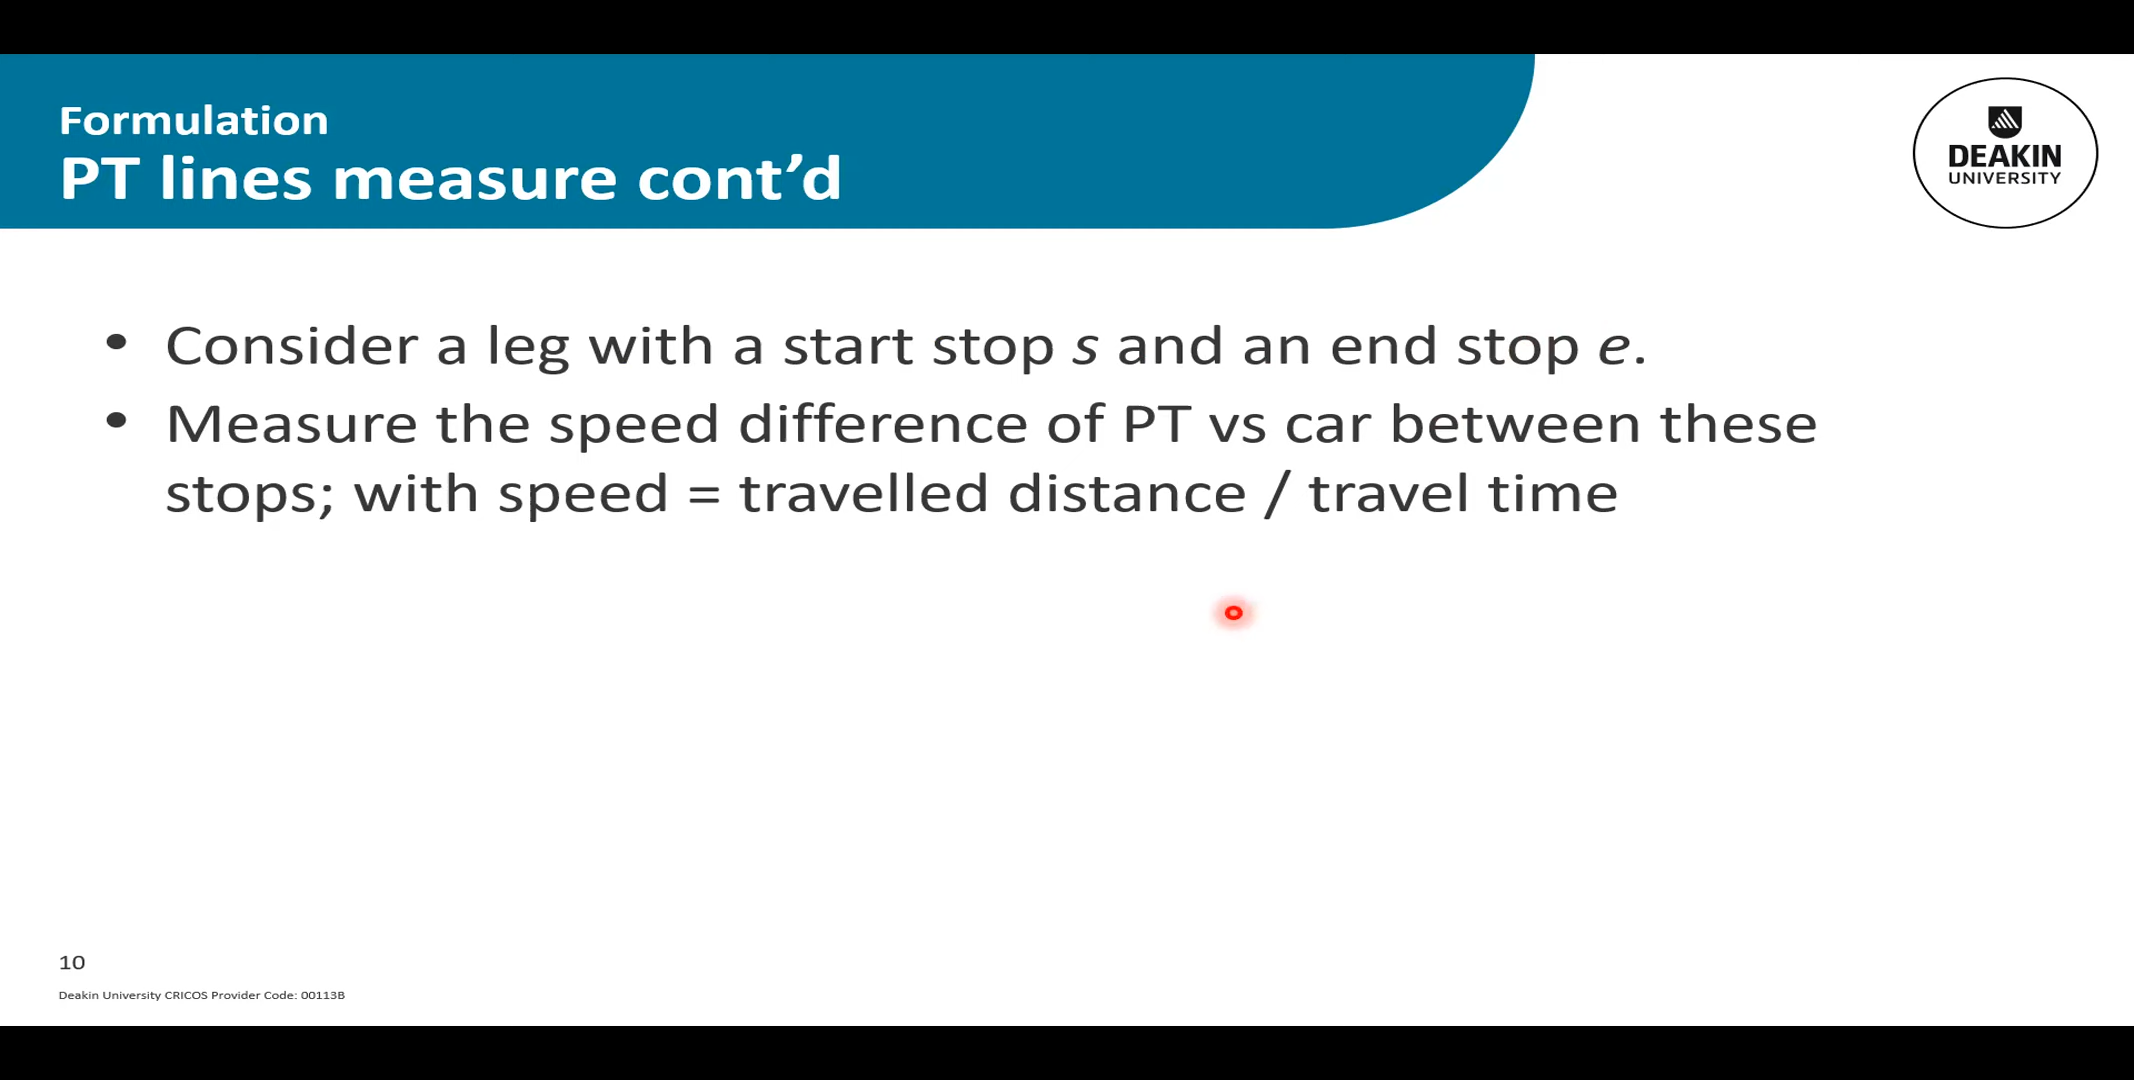 Formulation
PT lines measure cont’d
DEAKIN
UNIVERSITY
• Consider a leg with a start stop s and an end stop e.
• Measure the speed difference of PT vs car between these
stops; with speed = travelled distance / travel time
10
Deakin University CRICOS Provider Code: 00113B